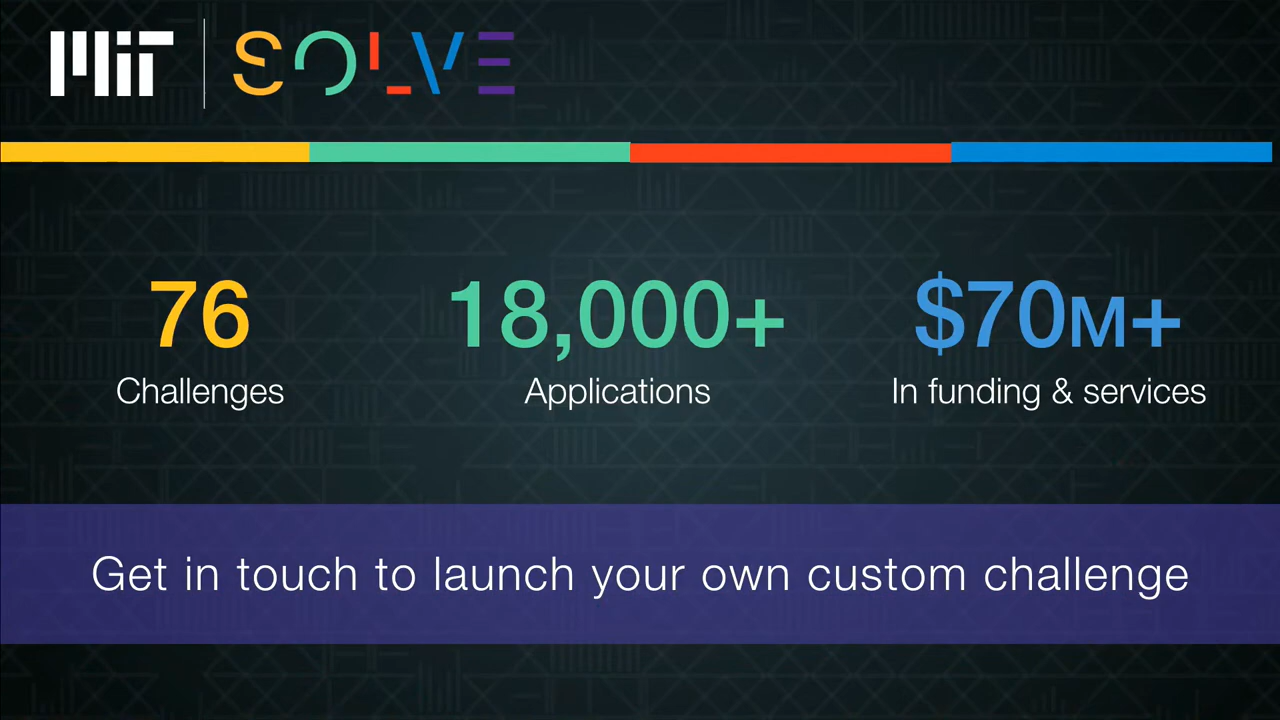 MIT SOLVE
76 18,000+ $70M+
Challenges Applications In funding & services
Get in touch to launch your own custom challenge